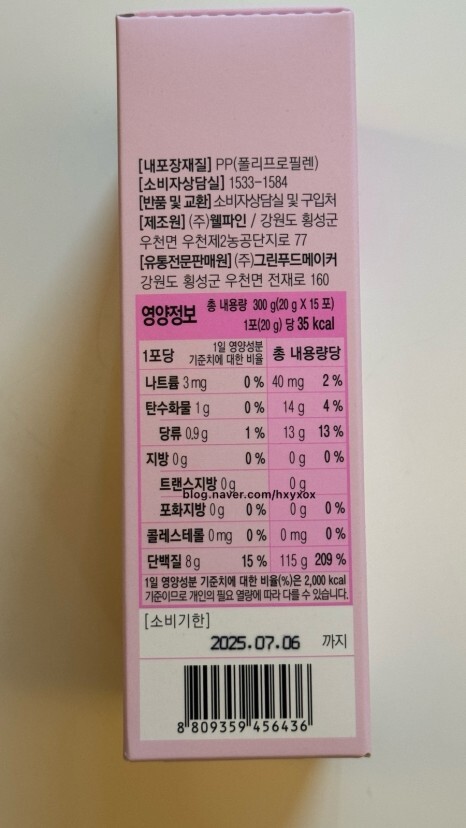 [내포장재질] PP(폴리프로필렌)
[소비자상담실] 1533-1584
[반품 및 교환] 소비자상담실 및 구입처
[제조원] (주)웰파인 / 강원도 횡성군
우천면 우천제2농공단지로 77
[유통전문판매원] (주)그린푸드메이커
강원도 횡성군 우천면 전재로 160
영양정보 총 내용량 300 g(20 g X 15 포)
1포(20 g) 당 35 kcal
1포당 1일 영양성분 기준치에 대한 비율 총 내용량당
나트륨 3 mg 0 % 40 mg 2 %
탄수화물 1 g 0 % 14 g 4 %
당류 0.9 g 1 % 13 g 13 %
지방 0 g 0 % 0 g 0 %
트랜스지방 0 g 0 g
blog.naver.com/hxyxox
포화지방 0 g 0 % 0 g 0 %
콜레스테롤 0 mg 0 % 0 mg 0 %
단백질 8 g 15 % 115 g 209 %
1일 영양성분 기준치에 대한 비율(%)은 2,000 kcal
기준이므로 개인의 필요 열량에 따라 다를 수 있습니다.
[소비기한]
2025.07.06 까지
8 809359 456436